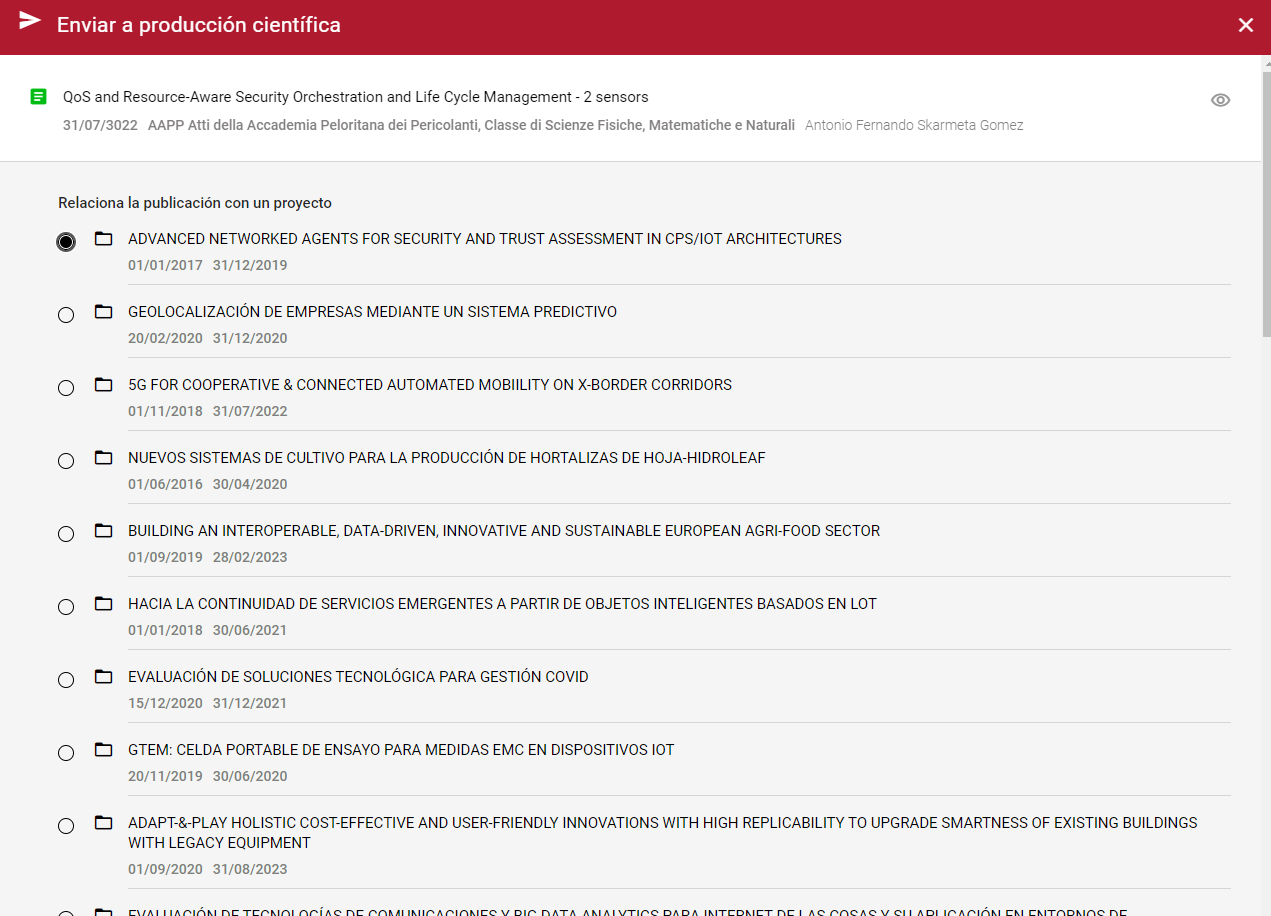 Enviar a producción científica
QoS and Resource-Aware Security Orchestration and Life Cycle Management - 2 sensors
31/07/3022 AAPP Atti della Accademia Peloritana dei Pericolanti, Classe di Scienze Fisiche, Matematiche e Naturali Antonio Fernando Skarmeta Gomez
Relaciona la publicación con un proyecto
ADVANCED NETWORKED AGENTS FOR SECURITY AND TRUST ASSESSMENT IN CPS/IOT ARCHITECTURES
01/01/2017 31/12/2019
GEOLOCALIZACIÓN DE EMPRESAS MEDIANTE UN SISTEMA PREDICTIVO
20/02/2020 31/12/2020
5G FOR COOPERATIVE & CONNECTED AUTOMATED MOBIILITY ON X-BORDER CORRIDORS
01/11/2018 31/07/2022
NUEVOS SISTEMAS DE CULTIVO PARA LA PRODUCCIÓN DE HORTALIZAS DE HOJA-HIDROLEAF
01/06/2016 30/04/2020
BUILDING AN INTEROPERABLE, DATA-DRIVEN, INNOVATIVE AND SUSTAINABLE EUROPEAN AGRI-FOOD SECTOR
01/09/2019 28/02/2023
HACIA LA CONTINUIDAD DE SERVICIOS EMERGENTES A PARTIR DE OBJETOS INTELIGENTES BASADOS EN LOT
01/01/2018 30/06/2021
EVALUACIÓN DE SOLUCIONES TECNOLÓGICA PARA GESTIÓN COVID
15/12/2020 31/12/2021
GTEM: CELDA PORTABLE DE ENSAYO PARA MEDIDAS EMC EN DISPOSITIVOS IOT
20/11/2019 30/06/2020
ADAPT-&-PLAY HOLISTIC COST-EFFECTIVE AND USER-FRIENDLY INNOVATIONS WITH HIGH REPLICABILITY TO UPGRADE SMARTNESS OF EXISTING BUILDINGS
WITH LEGACY EQUIPMENT
01/09/2020 31/08/2023
EVALUACIÓN DE TECNOLOGÍAS DE COMUNICACIONES Y BIG DATA ANALYTICS PARA INTERNET DE LAS COSAS Y SU APLICACIÓN EN ENTORNOS DE